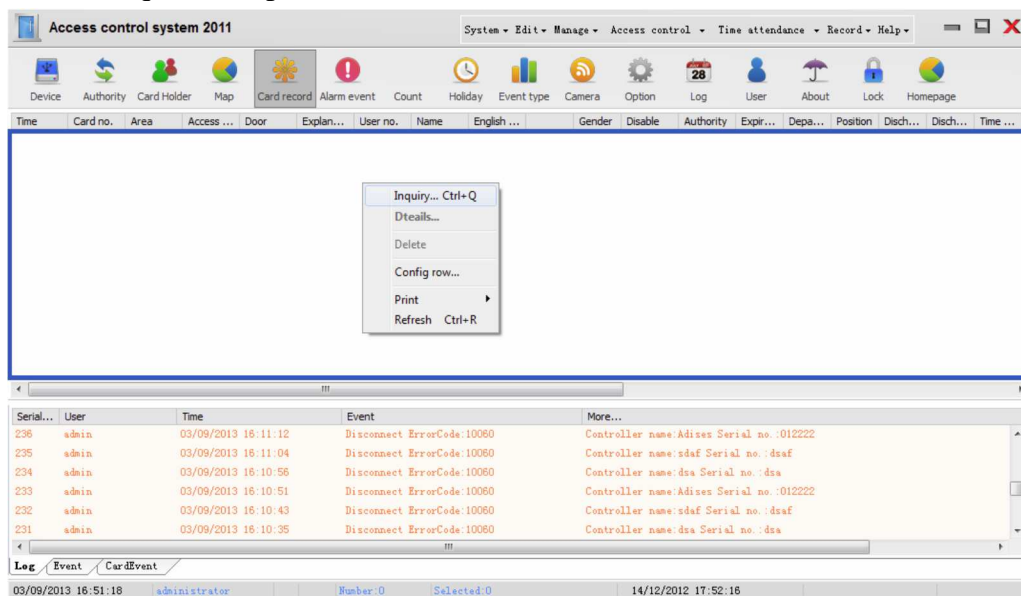 Access control system 2011
System Edit Manage Access control Time attendance Record Help
Device Authority Card Holder Map Card record Alarm event Count Holiday Event type Camera Option Log User About Lock Homepage
28
Time Card no. Area Access ... Door Explan... User no. Name English ... Gender Disable Authority Expir... Depa... Position Disch... Disch... Time ...
Inquiry... Ctrl+Q
Dteails...
Delete
Config row...
Print
Refresh Ctrl+R
Serial... User Time Event More...
236 admin 03/09/2013 16:11:12 Disconnect ErrorCode:10060 Controller name:Adises Serial no.:012222
235 admin 03/09/2013 16:11:04 Disconnect ErrorCode:10060 Controller name:sdaf Serial no.:dsaf
234 admin 03/09/2013 16:10:56 Disconnect ErrorCode:10060 Controller name:dsa Serial no.:dsa
233 admin 03/09/2013 16:10:51 Disconnect ErrorCode:10060 Controller name:Adises Serial no.:012222
232 admin 03/09/2013 16:10:43 Disconnect ErrorCode:10060 Controller name:sdaf Serial no.:dsaf
231 admin 03/09/2013 16:10:35 Disconnect ErrorCode:10060 Controller name:dsa Serial no.:dsa
Log Event CardEvent
03/09/2013 16:51:18 administrator Number:0 Selected:0 14/12/2012 17:52:16